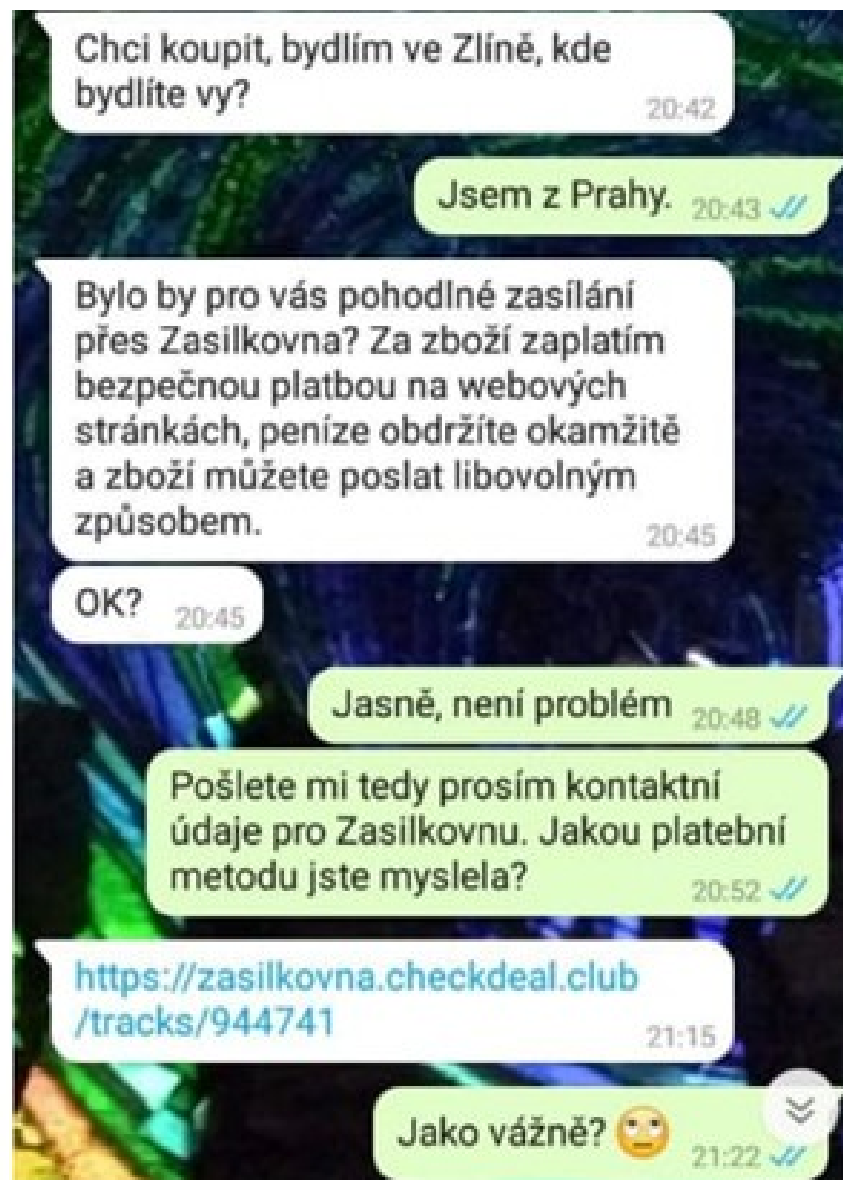 Chci koupit, bydlím ve Zlíně, kde
bydlíte vy?
20:42
Jsem z Prahy.
20:43
Bylo by pro vás pohodlné zasílání
přes Zasilkovna? Za zboží zaplatím
bezpečnou platbou na webových
stránkách, peníze obdržíte okamžitě
a zboží můžete poslat libovolným
způsobem.
20:45
OK?
20:45
Jasně, není problém
20:48
Pošlete mi tedy prosím kontaktní
údaje pro Zasilkovnu. Jakou platební
metodu jste myslela?
20:52
https://zasilkovna.checkdeal.club
/tracks/944741
21:15
Jako vážně? 🙄
21:22